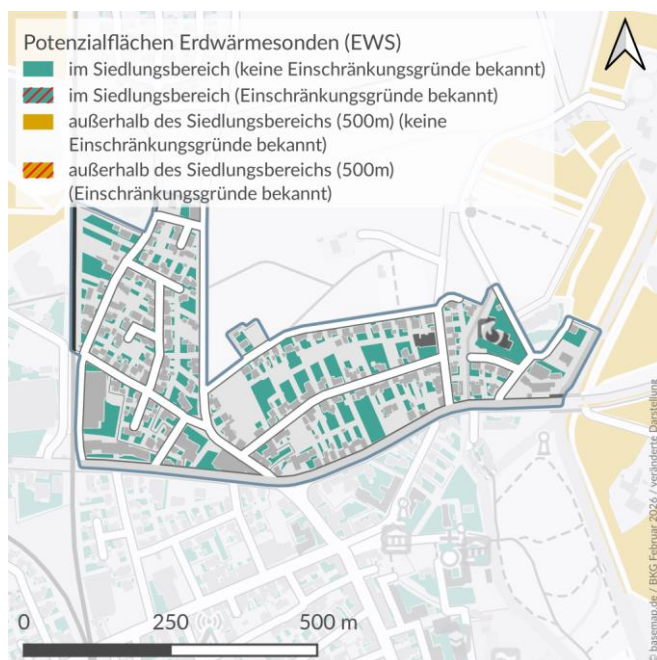 Potenzialflächen Erdwärmesonden (EWS)
im Siedlungsbereich (keine Einschränkungsgründe bekannt)
im Siedlungsbereich (Einschränkungsgründe bekannt)
außerhalb des Siedlungsbereichs (500m) (keine
Einschränkungsgründe bekannt)
außerhalb des Siedlungsbereichs (500m)
(Einschränkungsgründe bekannt)
0 250 500 m
© basemap.de / BKG Februar 2026 / veränderte Darstellung